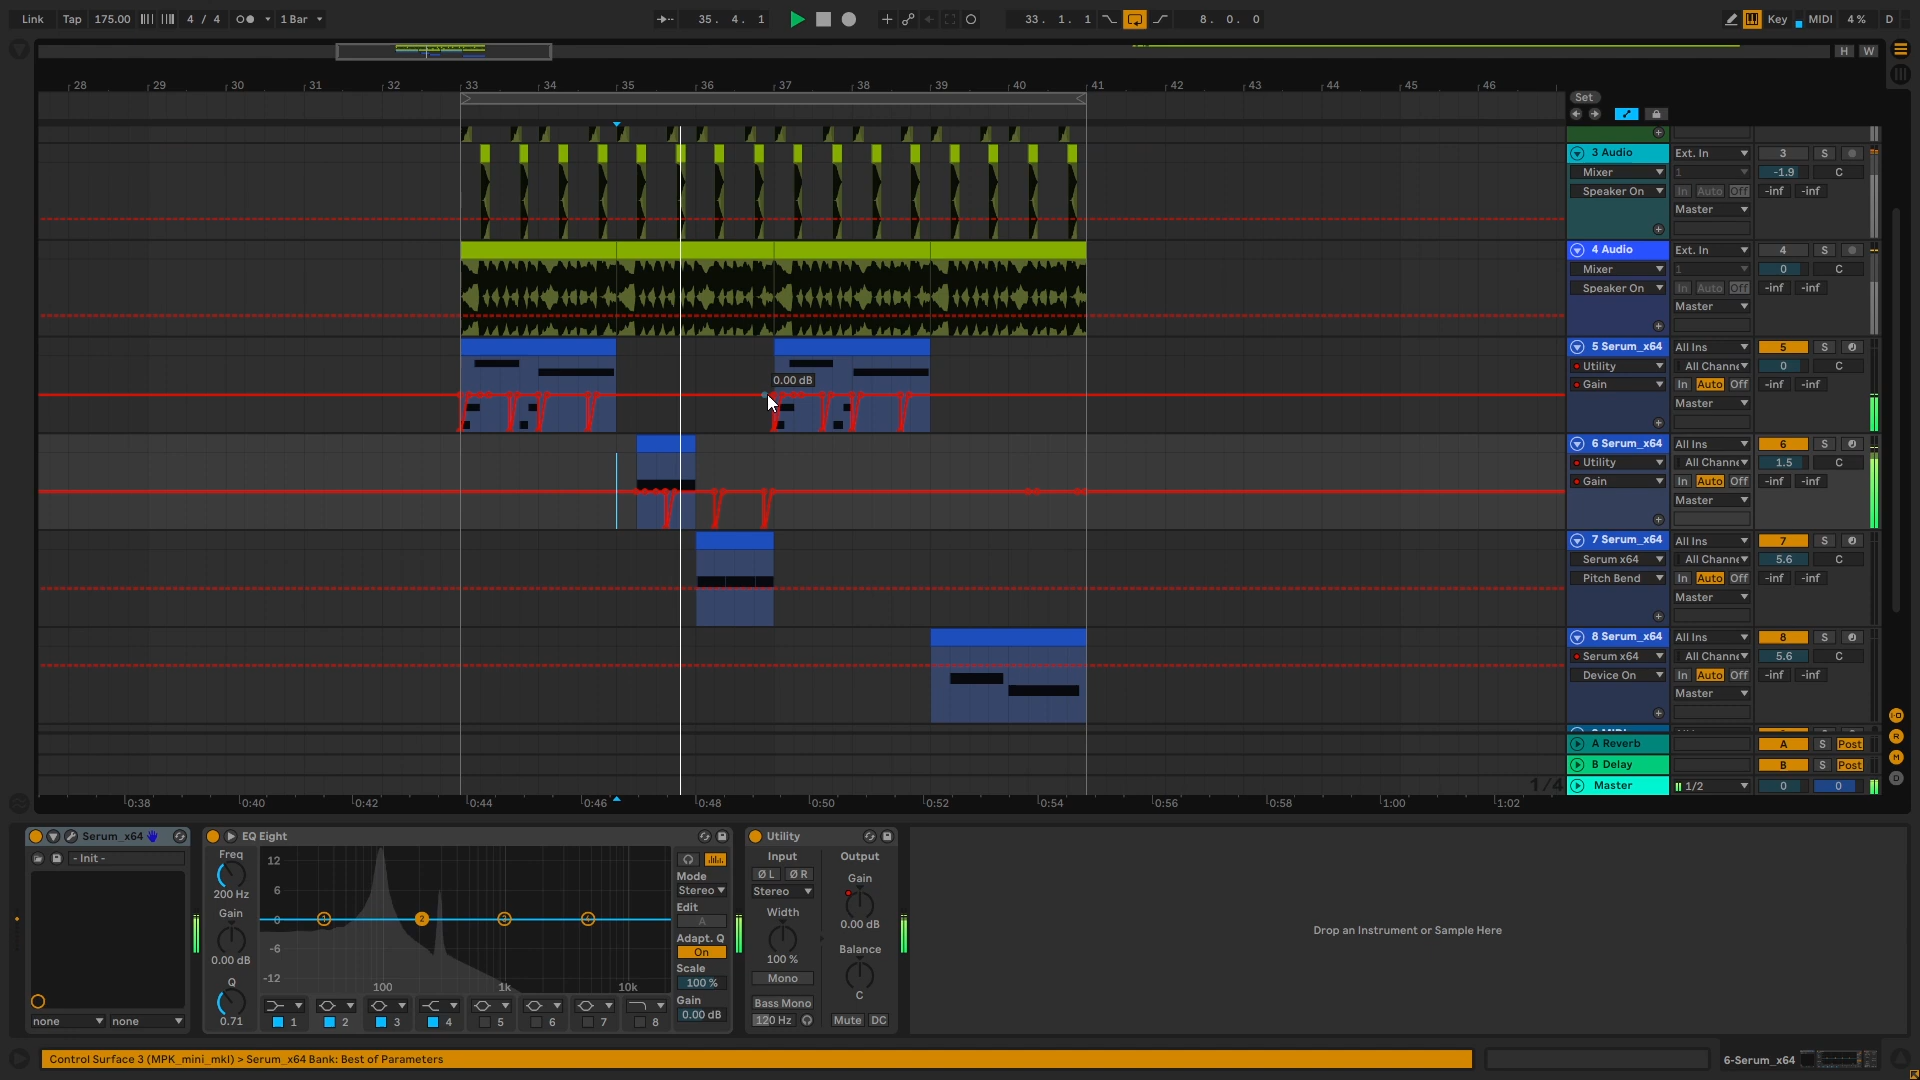 Link Tap 175.00 4 / 4 1 Bar 35. 4. 1 33. 1. 1 8. 0. 0 Key MIDI 4 % D
H W
28 29 30 31 32 33 34 35 36 37 38 39 40 41 42 43 44 45 46
Set
3 Audio Ext. In 3 S
Mixer 1 -1.9 C
Speaker On In Auto Off -inf -inf
Master
4 Audio Ext. In 4 S
Mixer 1 0 C
Speaker On In Auto Off -inf -inf
Master
5 Serum_x64 All Ins 5 S
Utility All Channe 0 C
0.00 dB
Gain In Auto Off -inf -inf
Master
6 Serum_x64 All Ins 6 S
Utility All Channe 1.5 C
Gain In Auto Off -inf -inf
Master
7 Serum_x64 All Ins 7 S
Serum x64 All Channe 5.6 C
Pitch Bend In Auto Off -inf -inf
Master
8 Serum_x64 All Ins 8 S
Serum x64 All Channe 5.6 C
Device On In Auto Off -inf -inf
Master
A Reverb A S Post
B Delay B S Post
1/4 Master 1/2 0 0
0:38 0:40 0:42 0:44 0:46 0:48 0:50 0:52 0:54 0:56 0:58 1:00 1:02
I·O
R
M
D
Serum_x64
- Init -
none none
EQ Eight
Freq
200 Hz
Gain
0.00 dB
Q
0.71
12
6
0
-6
-12
100 1k 10k
1 2 3 4
1 2 3 4 5 6 7 8
Mode
Stereo
Edit
A
Adapt. Q
On
Scale
100 %
Gain
0.00 dB
Utility
Input
Ø L Ø R
Stereo
Width
100 %
Mono
Bass Mono
120 Hz
Output
Gain
0.00 dB
Balance
C
Mute DC
Drop an Instrument or Sample Here
Control Surface 3 (MPK_mini_mkI) > Serum_x64 Bank: Best of Parameters
6-Serum_x64